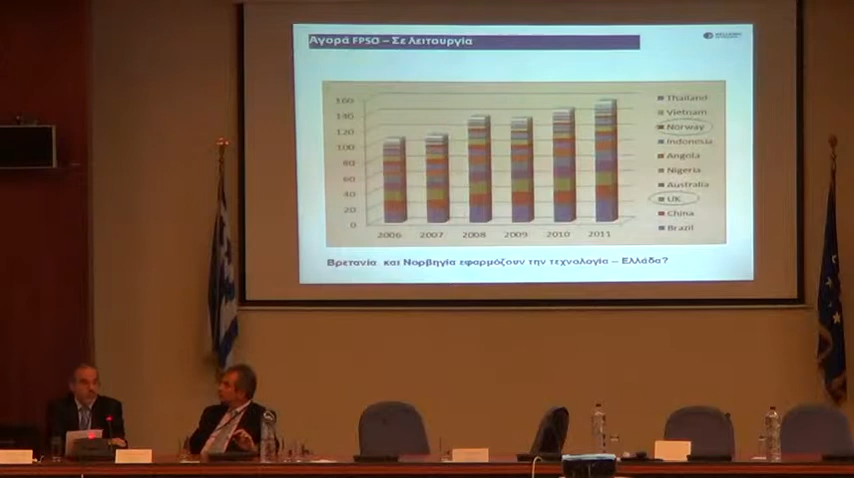 Αγορά FPSO – Σε λειτουργία
160
140
120
100
80
60
40
20
0
2006 2007 2008 2009 2010 2011
Thailand
Vietnam
Norway
Indonesia
Angola
Nigeria
Australia
UK
China
Brazil
Βρετανία και Νορβηγία εφαρμόζουν την τεχνολογία – Ελλάδα?